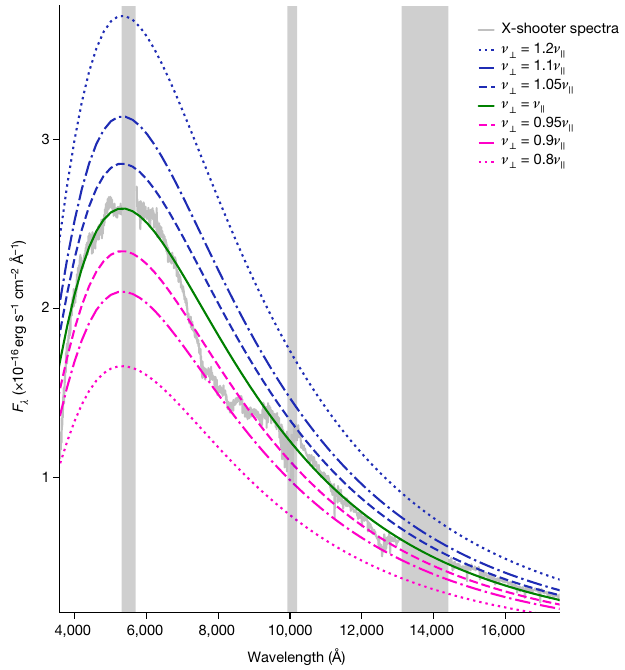 X-shooter spectra
ν⊥ = 1.2ν||
ν⊥ = 1.1ν||
ν⊥ = 1.05ν||
ν⊥ = ν||
ν⊥ = 0.95ν||
ν⊥ = 0.9ν||
ν⊥ = 0.8ν||
3
2
1
Fλ (×10⁻¹⁶ erg s⁻¹ cm⁻² Å⁻¹)
4,000 6,000 8,000 10,000 12,000 14,000 16,000
Wavelength (Å)